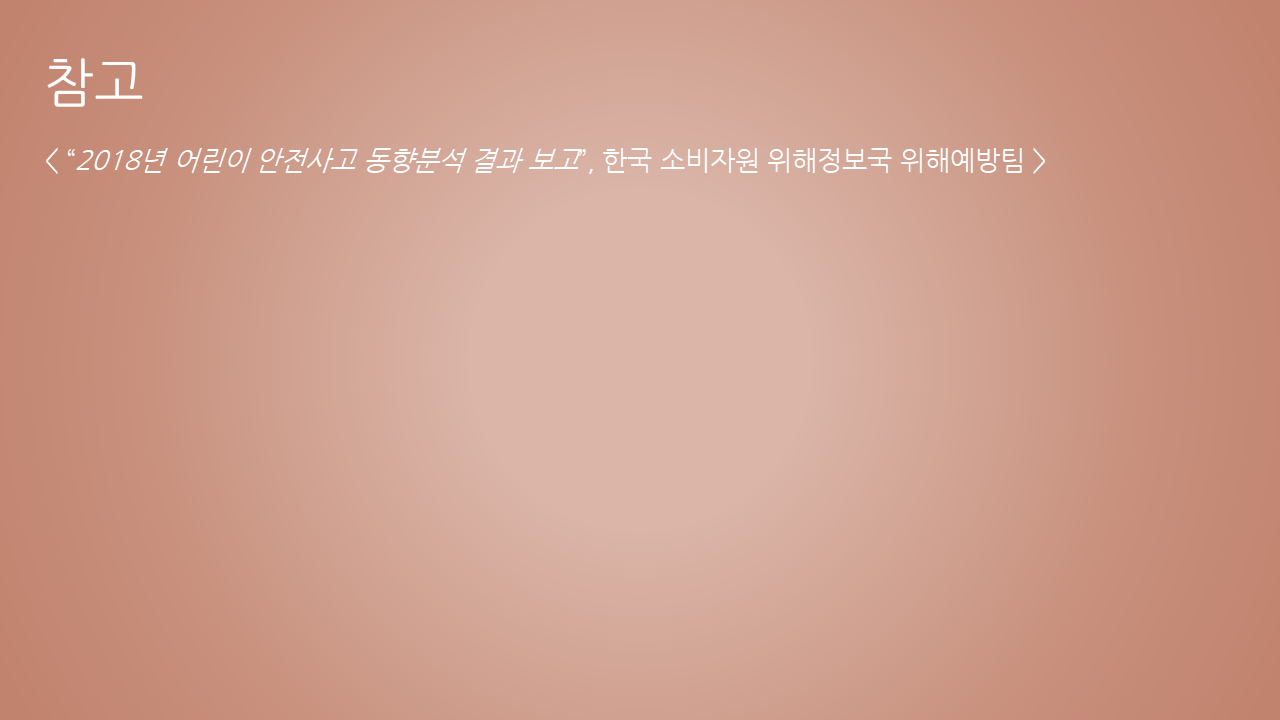 참고
< “2018년 어린이 안전사고 동향분석 결과 보고”, 한국 소비자원 위해정보국 위해예방팀 >